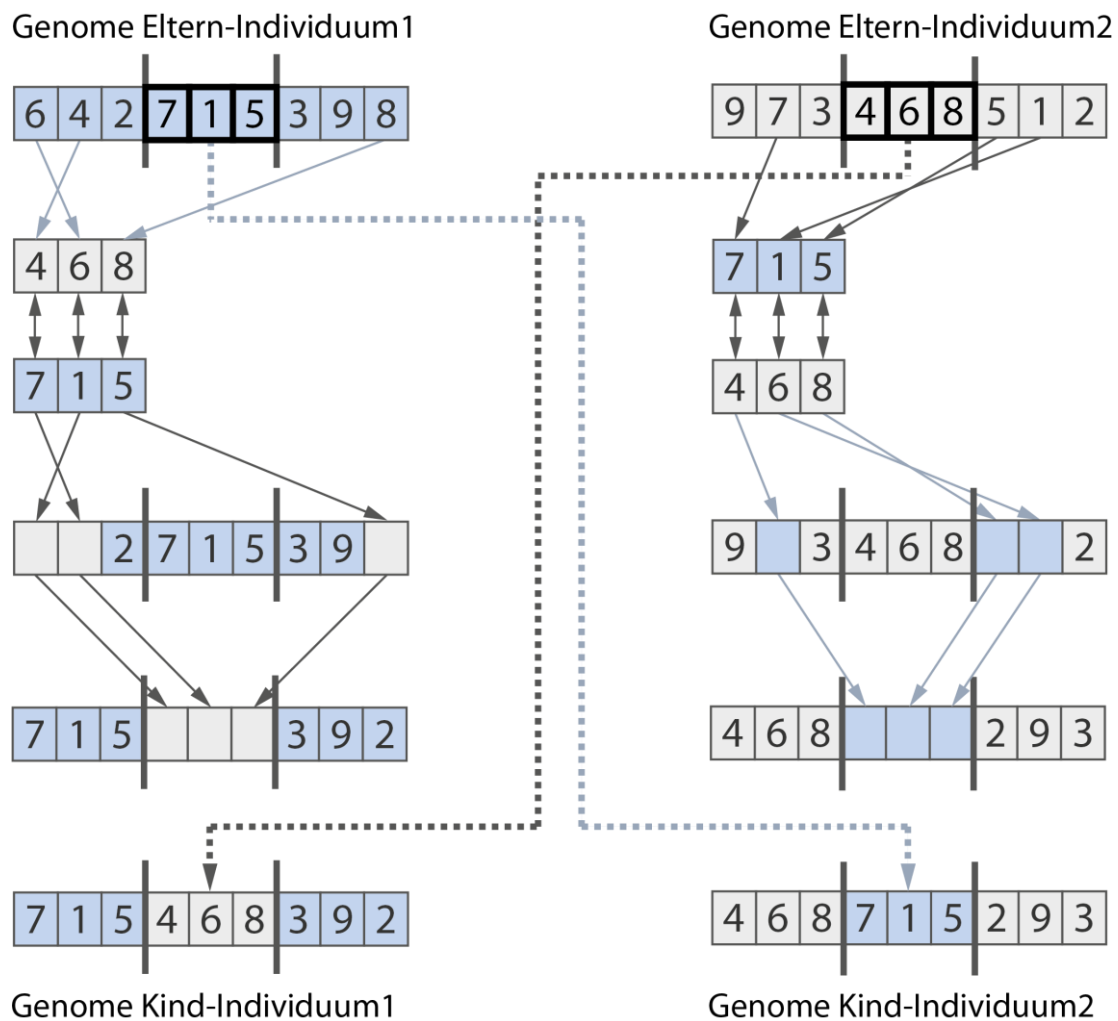 Genome Eltern-Individuum1
Genome Eltern-Individuum2
6 4 2 7 1 5 3 9 8
9 7 3 4 6 8 5 1 2
4 6 8
7 1 5
7 1 5
4 6 8
2 7 1 5 3 9
9 3 4 6 8 2
7 1 5 3 9 2
4 6 8 2 9 3
7 1 5 4 6 8 3 9 2
4 6 8 7 1 5 2 9 3
Genome Kind-Individuum1
Genome Kind-Individuum2